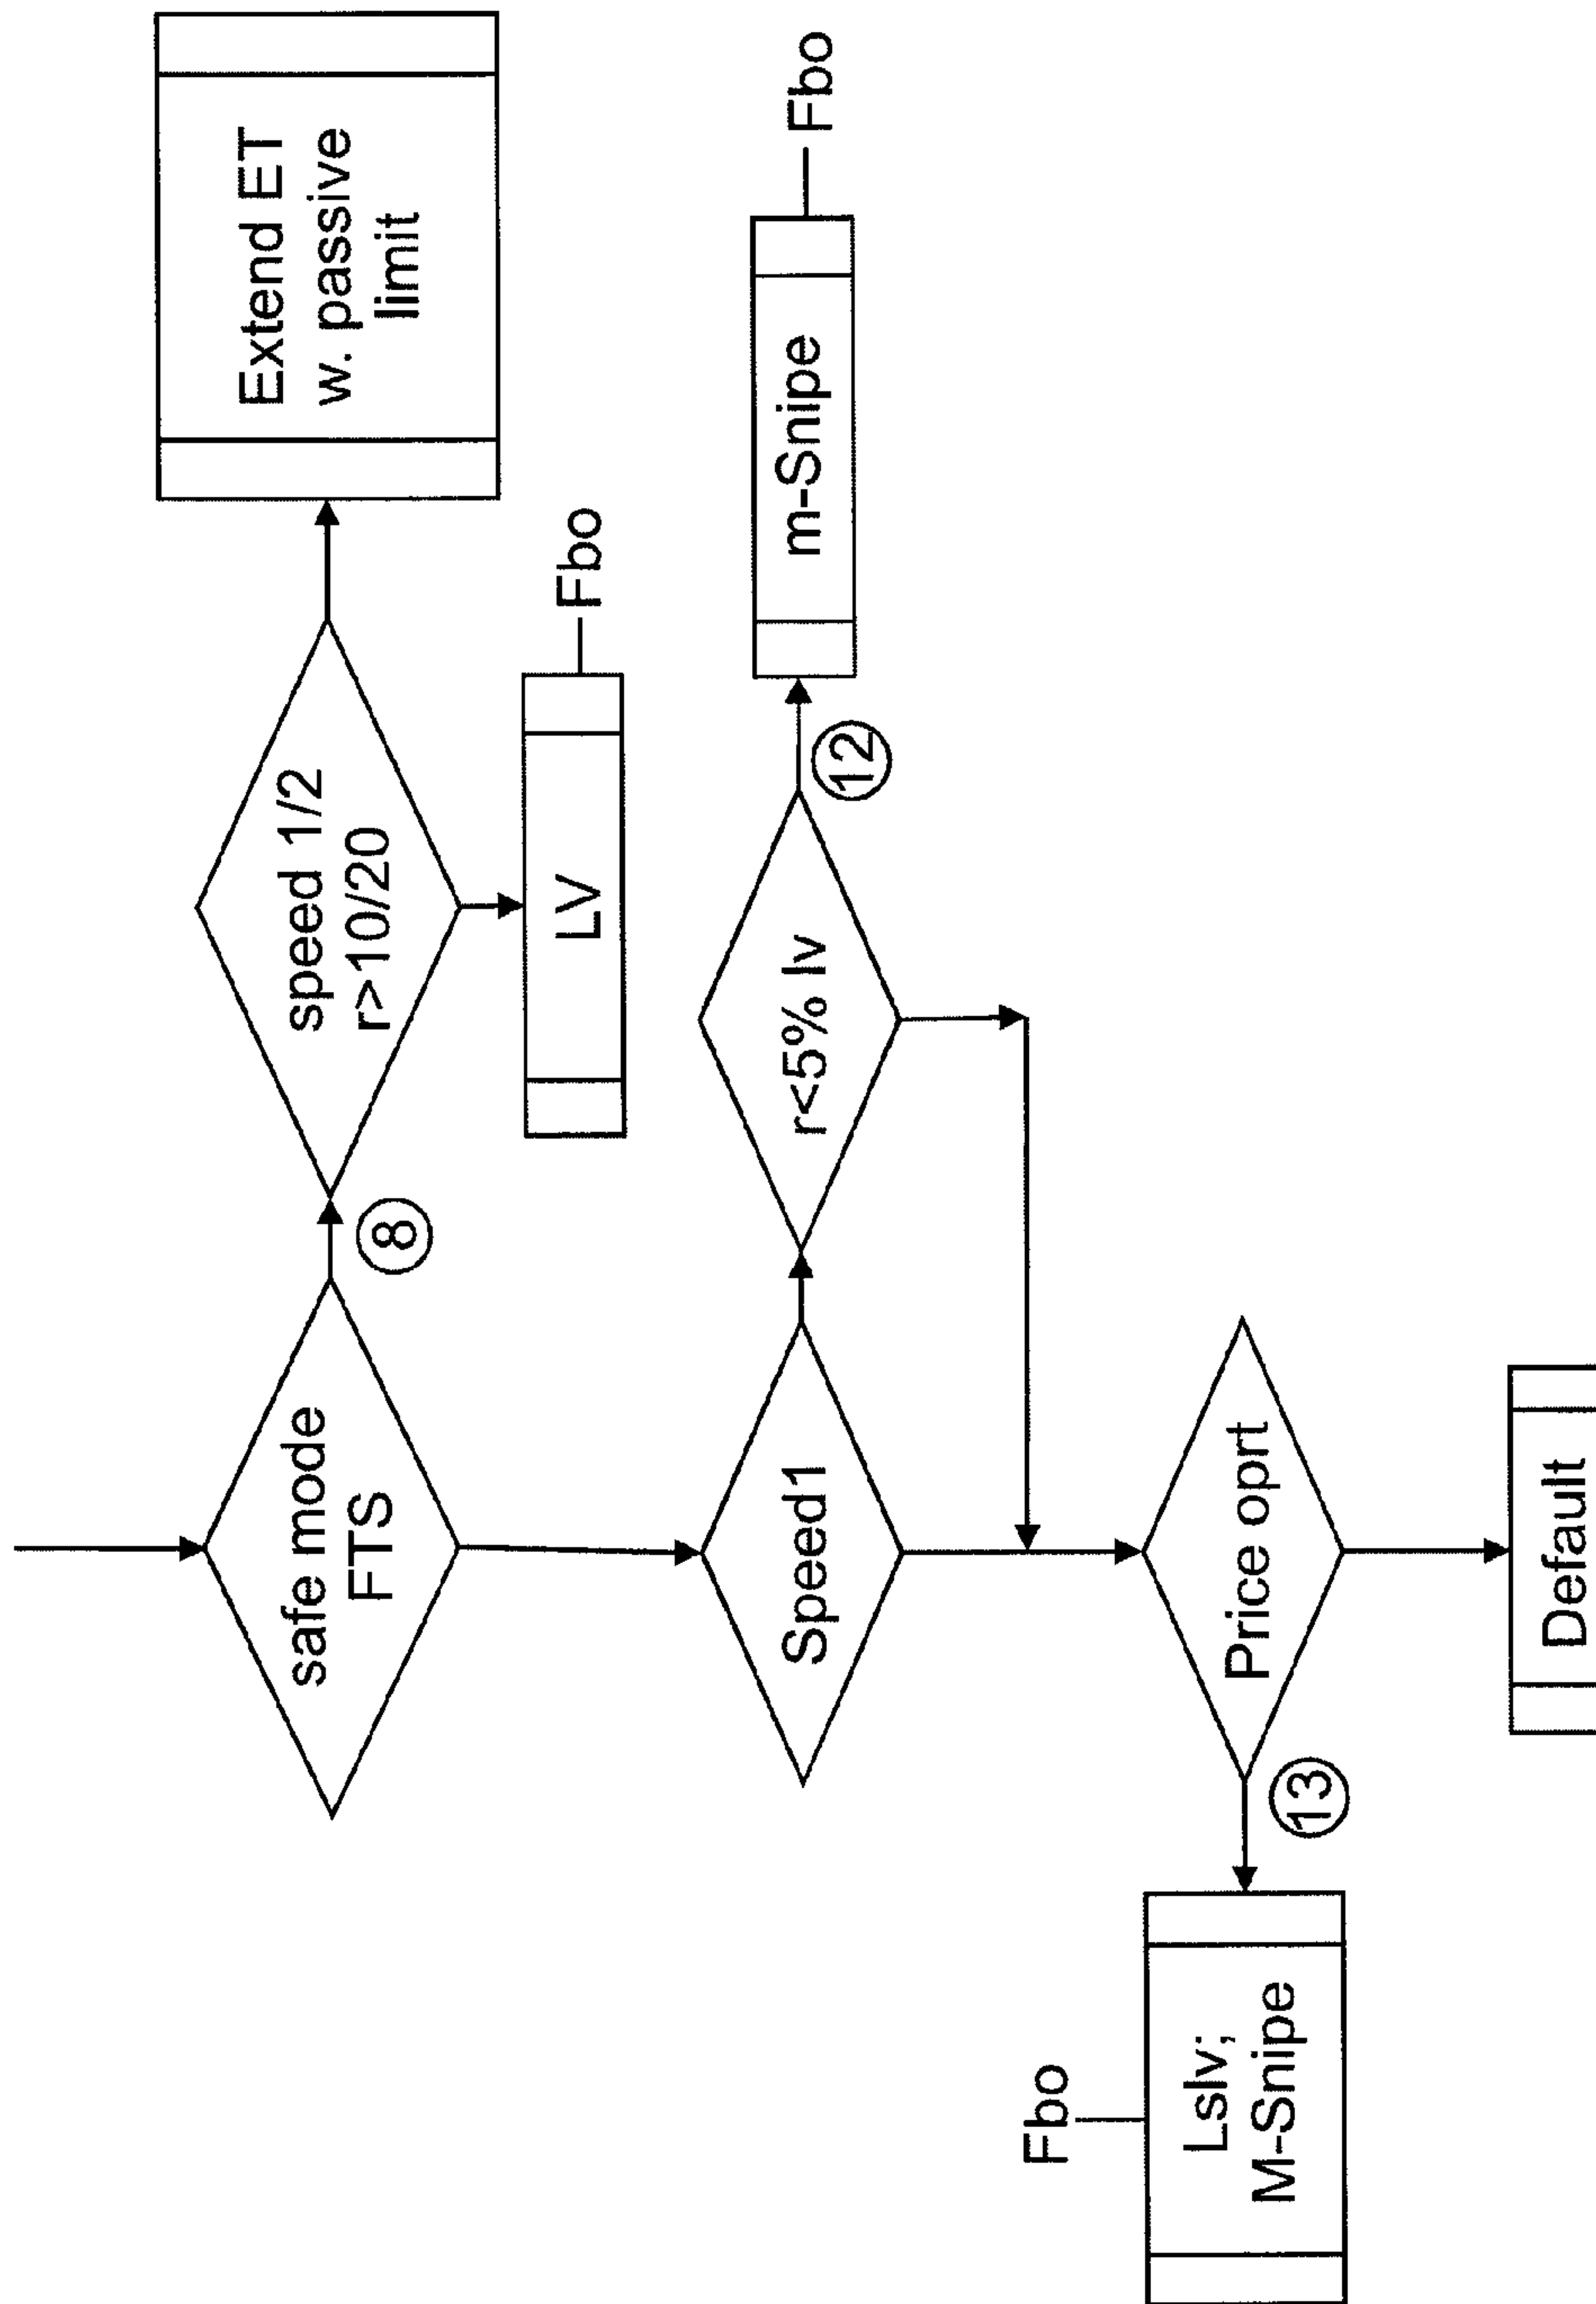 safe mode
FTS
8
speed 1/2
r>10/20
Extend ET
w. passive
limit
LV
Fbo
Speed1
r<5% lv
12
m-Snipe
Fbo
Price oprt
13
Fbo
Lslv;
M-Snipe
Default